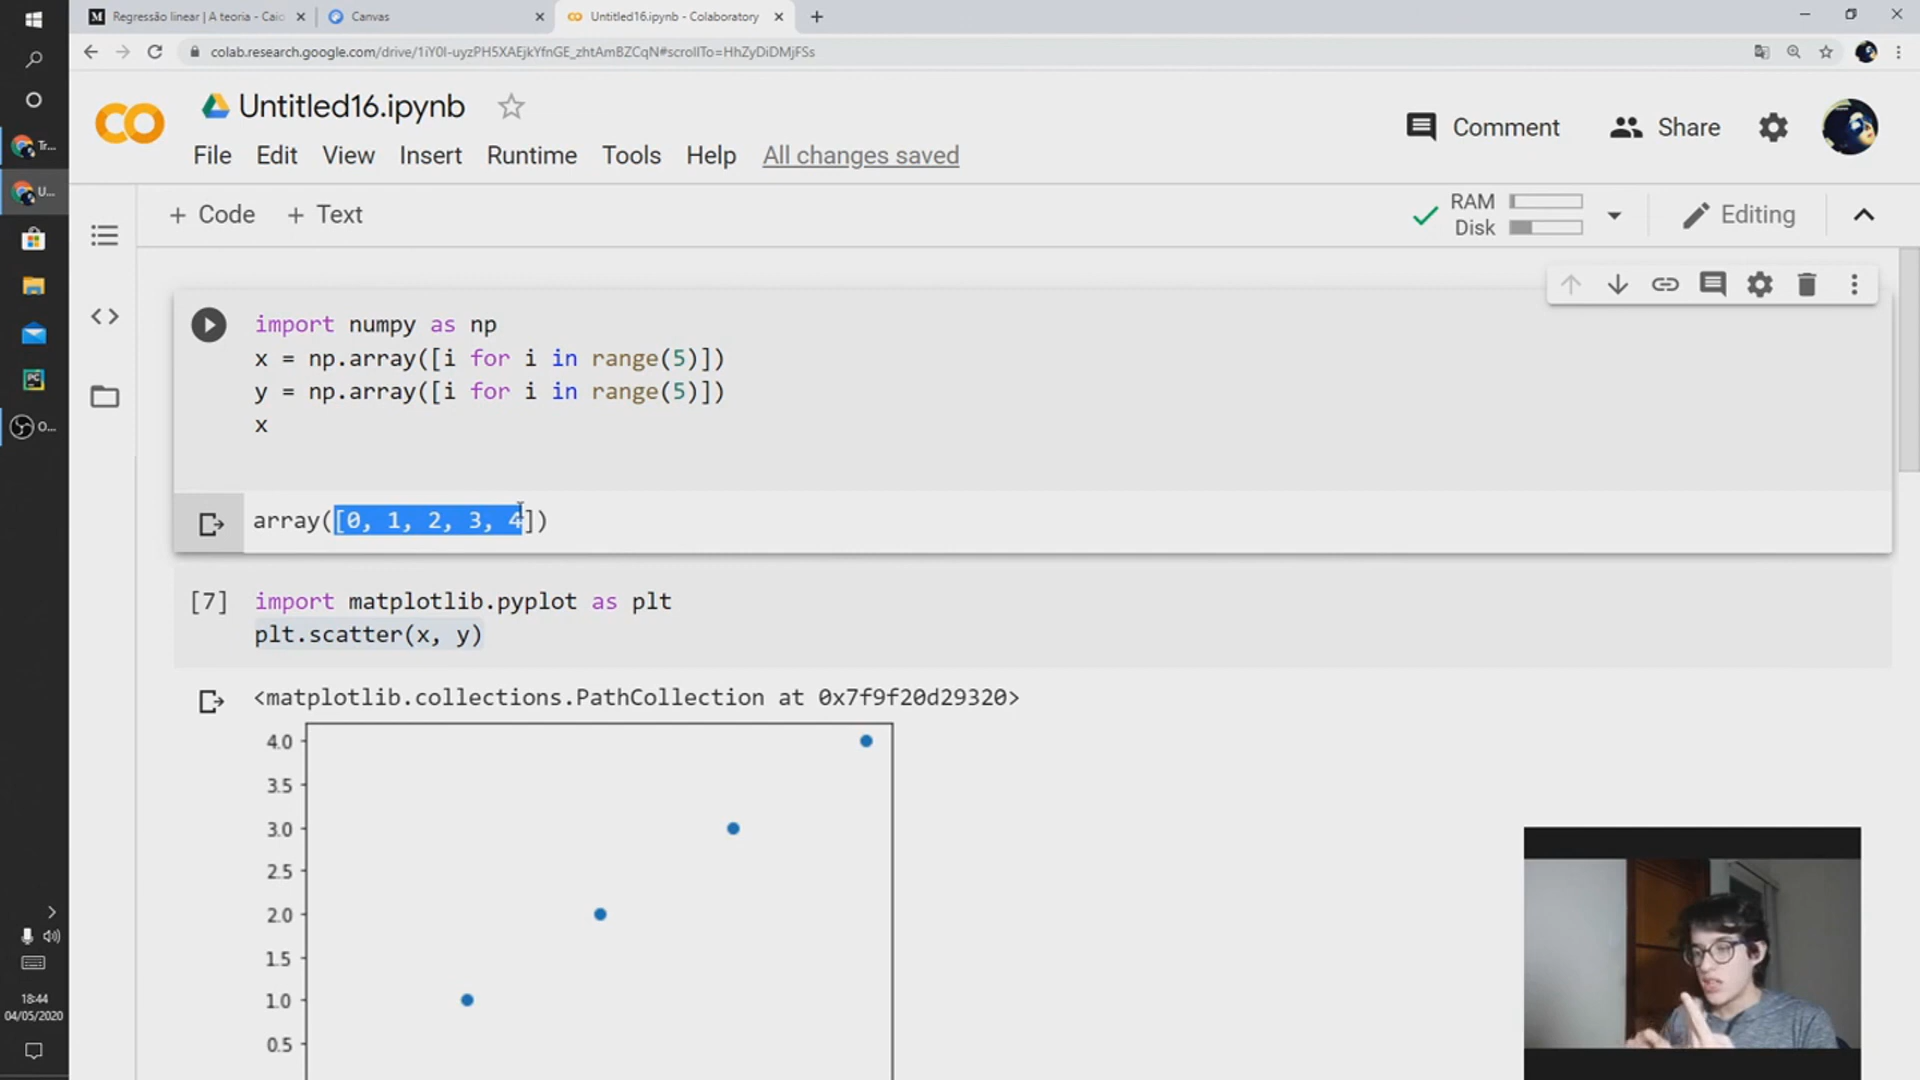 Regressão linear | A teoria - Caio
Canvas
Untitled16.ipynb - Colaboratory
colab.research.google.com/drive/1iY0I-uyzPH5XAEjkYfnGE_zhtAmBZCqN#scrollTo=HhZyDiDMjFSs
Untitled16.ipynb
Comment
Share
File Edit View Insert Runtime Tools Help All changes saved
+ Code + Text
RAM
Disk
Editing
import numpy as np
x = np.array([i for i in range(5)])
y = np.array([i for i in range(5)])
x
array([0, 1, 2, 3, 4])
[7] import matplotlib.pyplot as plt
plt.scatter(x, y)
<matplotlib.collections.PathCollection at 0x7f9f20d29320>
4.0
3.5
3.0
2.5
2.0
1.5
1.0
0.5
Tr...
U...
PC
O...
18:44
04/05/2020